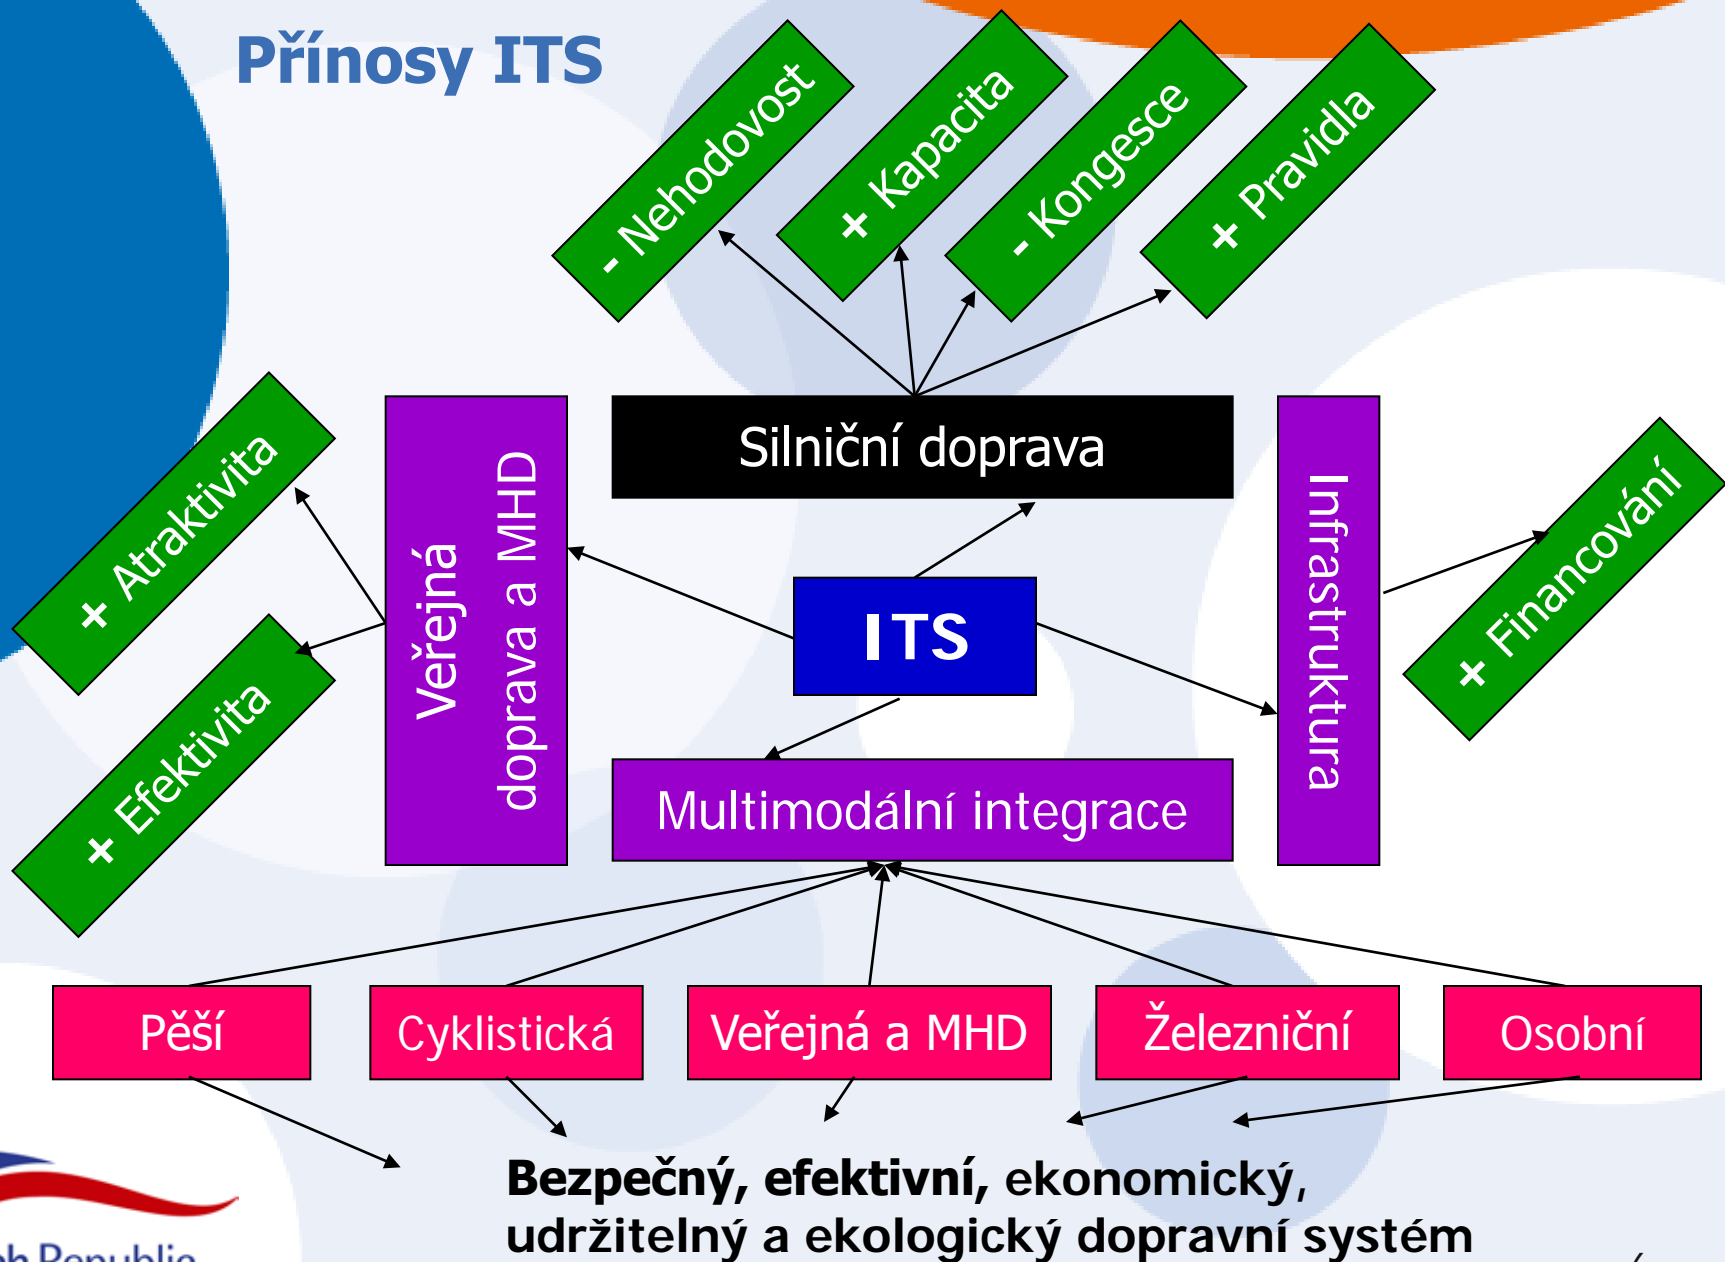 Přínosy ITS
- Nehodovost
+ Kapacita
- Kongesce
+ Pravidla
Silniční doprava
+ Atraktivita
+ Efektivita
Veřejná
doprava a MHD
ITS
Infrastruktura
+ Financování
Multimodální integrace
Pěší
Cyklistická
Veřejná a MHD
Železniční
Osobní
Bezpečný, efektivní, ekonomický,
udržitelný a ekologický dopravní systém